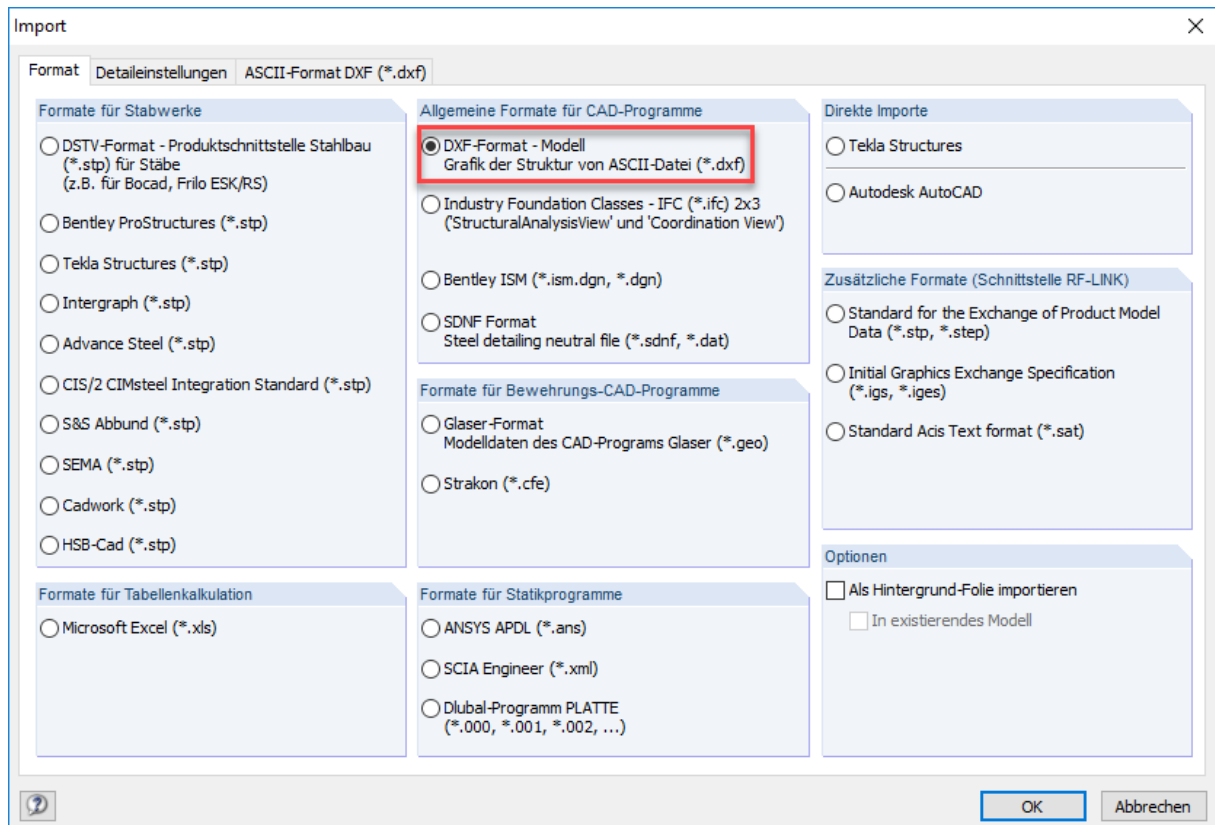 Import
Format
Detaileinstellungen
ASCII-Format DXF (*.dxf)
Formate für Stabwerke
DSTV-Format - Produktschnittstelle Stahlbau
(*.stp) für Stäbe
(z.B. für Bocad, Frilo ESK/RS)
Bentley ProStructures (*.stp)
Tekla Structures (*.stp)
Intergraph (*.stp)
Advance Steel (*.stp)
CIS/2 CIMsteel Integration Standard (*.stp)
S&S Abbund (*.stp)
SEMA (*.stp)
Cadwork (*.stp)
HSB-Cad (*.stp)
Formate für Tabellenkalkulation
Microsoft Excel (*.xls)
Allgemeine Formate für CAD-Programme
DXF-Format - Modell
Grafik der Struktur von ASCII-Datei (*.dxf)
Industry Foundation Classes - IFC (*.ifc) 2x3
('StructuralAnalysisView' und 'Coordination View')
Bentley ISM (*.ism.dgn, *.dgn)
SDNF Format
Steel detailing neutral file (*.sdnf, *.dat)
Formate für Bewehrungs-CAD-Programme
Glaser-Format
Modelldaten des CAD-Programs Glaser (*.geo)
Strakon (*.cfe)
Formate für Statikprogramme
ANSYS APDL (*.ans)
SCIA Engineer (*.xml)
Dlubal-Programm PLATTE
(*.000, *.001, *.002, ...)
Direkte Importe
Tekla Structures
Autodesk AutoCAD
Zusätzliche Formate (Schnittstelle RF-LINK)
Standard for the Exchange of Product Model
Data (*.stp, *.step)
Initial Graphics Exchange Specification
(*.igs, *.iges)
Standard Acis Text format (*.sat)
Optionen
Als Hintergrund-Folie importieren
In existierendes Modell
OK
Abbrechen